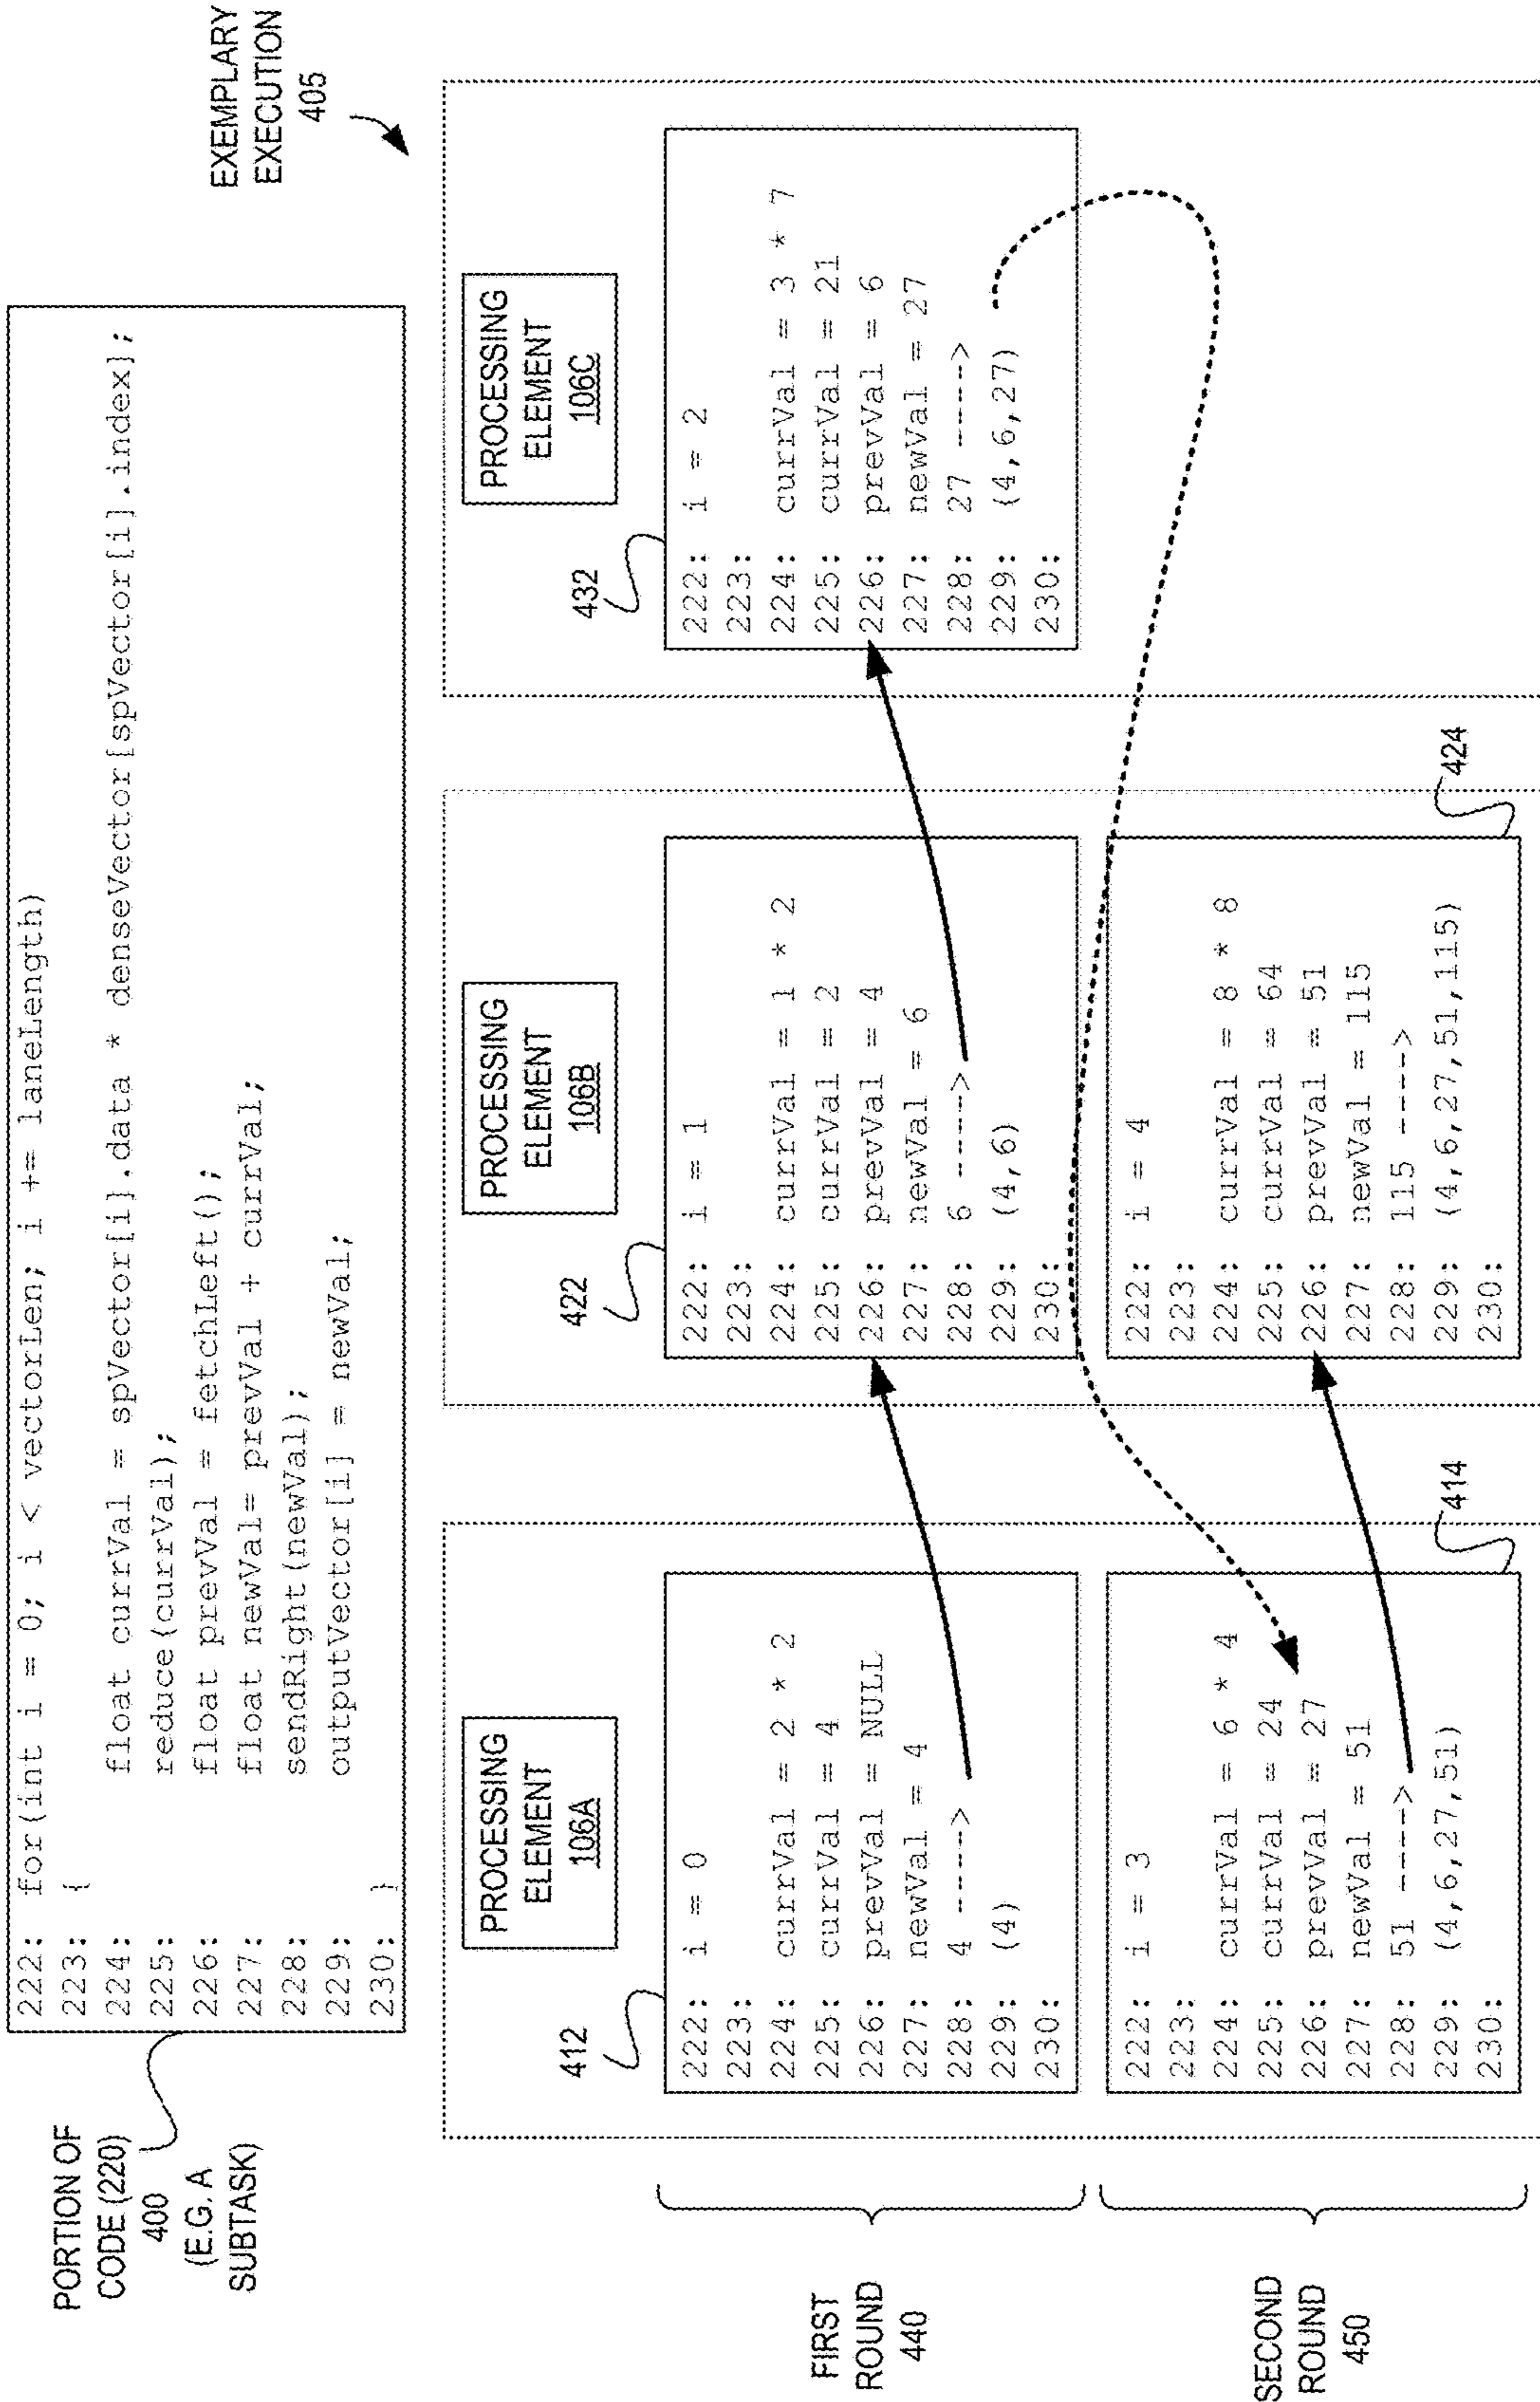 222: for(int i = 0; i < vectorLen; i += laneLength)
223: {
224: float currVal = spVector[i].data * denseVector[spVector[i].index];
225: reduce(currVal);
226: float prevVal = fetchLeft();
227: float newVal= prevVal + currVal;
228: sendRight(newVal);
229: outputVector[i] = newVal;
230: }
PORTION OF
CODE (220)
400
(E.G. A
SUBTASK)
EXEMPLARY
EXECUTION
405
PROCESSING
ELEMENT
106A
PROCESSING
ELEMENT
106B
PROCESSING
ELEMENT
106C
FIRST
ROUND
440
412
222: i = 0
223:
224: currVal = 2 * 2
225: currVal = 4
226: prevVal = NULL
227: newVal = 4
228: 4 ----->
229: (4)
230:
422
222: i = 1
223:
224: currVal = 1 * 2
225: currVal = 2
226: prevVal = 4
227: newVal = 6
228: 6 ----->
229: (4,6)
230:
432
222: i = 2
223:
224: currVal = 3 * 7
225: currVal = 21
226: prevVal = 6
227: newVal = 27
228: 27 ----->
229: (4,6,27)
230:
SECOND
ROUND
450
222: i = 3
223:
224: currVal = 6 * 4
225: currVal = 24
226: prevVal = 27
227: newVal = 51
228: 51 ---->
229: (4,6,27,51)
230:
414
222: i = 4
223:
224: currVal = 8 * 8
225: currVal = 64
226: prevVal = 51
227: newVal = 115
228: 115 ---->
229: (4,6,27,51,115)
230:
424